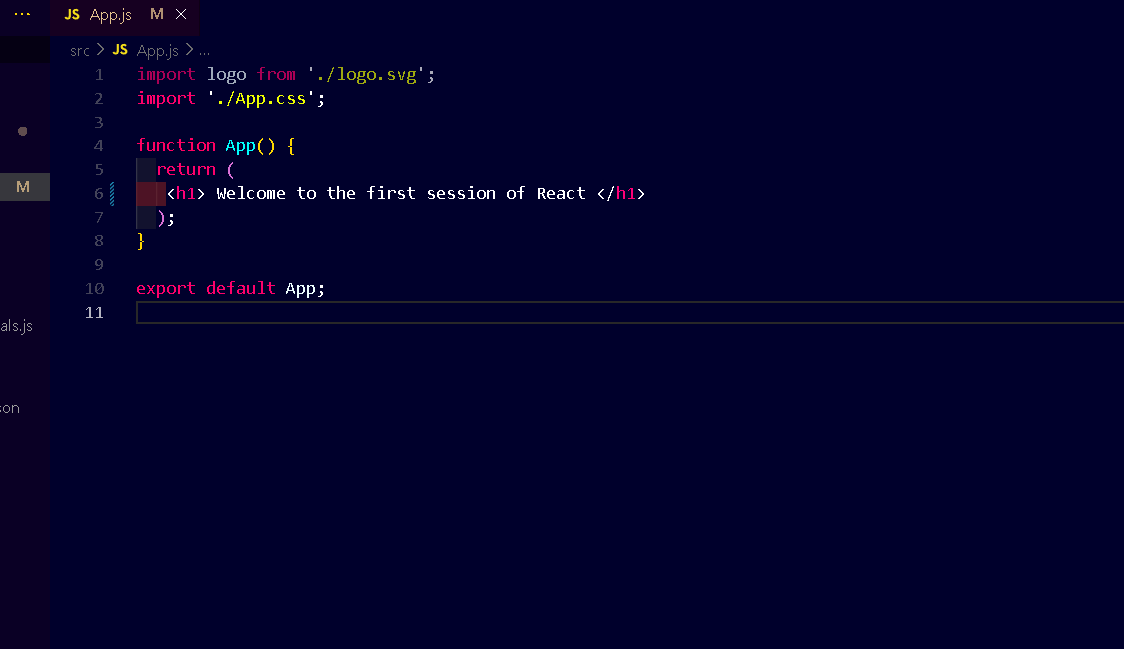 ... JS App.js M
src > JS App.js > ...
1 import logo from './logo.svg';
2 import './App.css';
3
4 function App() {
5 return (
M
6 <h1> Welcome to the first session of React </h1>
7 );
8 }
9
10 export default App;
11
als.js
son